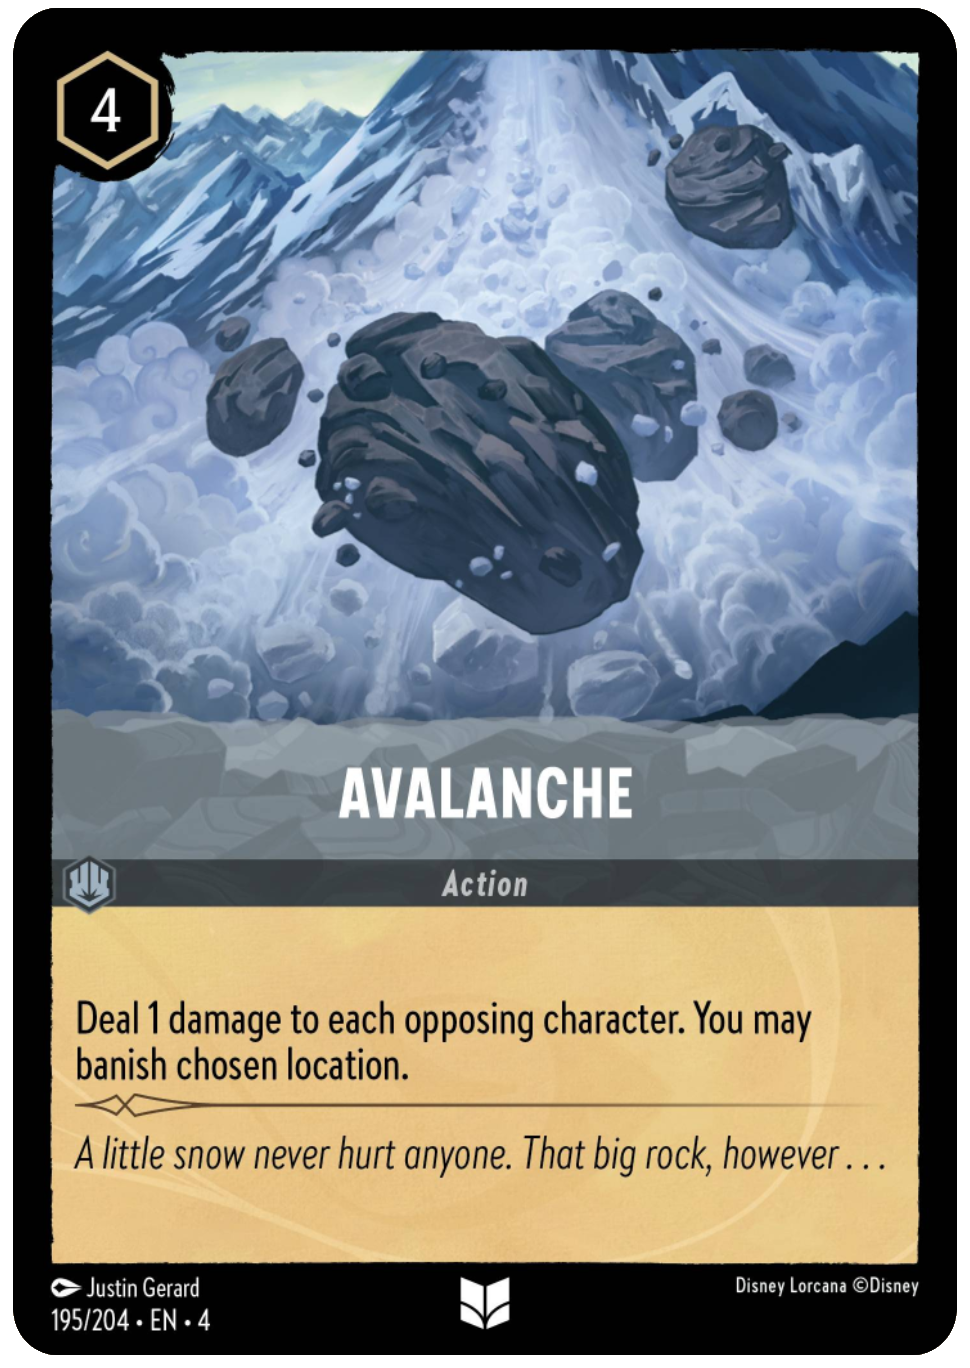 4
AVALANCHE
Action
Deal 1 damage to each opposing character. You may
banish chosen location.
A little snow never hurt anyone. That big rock, however . . .
Justin Gerard
Disney Lorcana ©Disney
195/204 • EN • 4